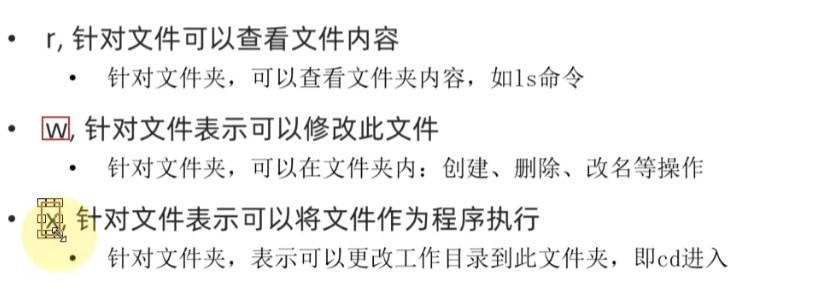 • r, 针对文件可以查看文件内容
• 针对文件夹，可以查看文件夹内容，如ls命令
• w, 针对文件表示可以修改此文件
• 针对文件夹，可以在文件夹内：创建、删除、改名等操作
• x, 针对文件表示可以将文件作为程序执行
• 针对文件夹，表示可以更改工作目录到此文件夹，即cd进入